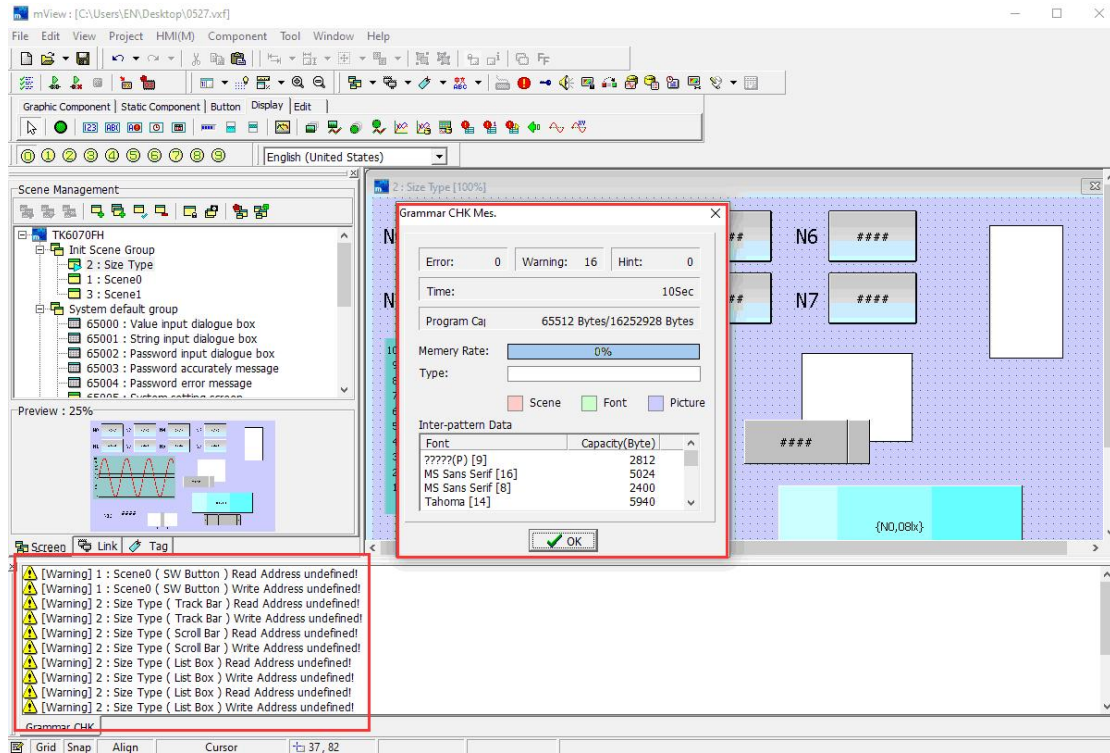 mView : [C:\Users\EN\Desktop\0527.vxf]
File Edit View Project HMI(M) Component Tool Window Help
Graphic Component Static Component Button Display Edit
0 1 2 3 4 5 6 7 8 9 English (United States)
Scene Management
TK6070FH
Init Scene Group
2 : Size Type
1 : Scene0
3 : Scene1
System default group
65000 : Value input dialogue box
65001 : String input dialogue box
65002 : Password input dialogue box
65003 : Password accurately message
65004 : Password error message
Preview : 25%
Screen Link Tag
2 : Size Type [100%]
N6 ####
N7 ####
####
{N0,08lx}
Grammar CHK Mes.
Error: 0 Warning: 16 Hint: 0
Time: 10Sec
Program Ca 65512 Bytes/16252928 Bytes
Memery Rate: 0%
Type:
Scene Font Picture
Inter-pattern Data
Font Capacity(Byte)
?????(P) [9] 2812
MS Sans Serif [16] 5024
MS Sans Serif [8] 2400
Tahoma [14] 5940
OK
[Warning] 1 : Scene0 ( SW Button ) Read Address undefined!
[Warning] 1 : Scene0 ( SW Button ) Write Address undefined!
[Warning] 2 : Size Type ( Track Bar ) Read Address undefined!
[Warning] 2 : Size Type ( Track Bar ) Write Address undefined!
[Warning] 2 : Size Type ( Scroll Bar ) Read Address undefined!
[Warning] 2 : Size Type ( Scroll Bar ) Write Address undefined!
[Warning] 2 : Size Type ( List Box ) Read Address undefined!
[Warning] 2 : Size Type ( List Box ) Write Address undefined!
[Warning] 2 : Size Type ( List Box ) Read Address undefined!
[Warning] 2 : Size Type ( List Box ) Write Address undefined!
Grammar CHK
Grid Snap Align Cursor 37 , 82